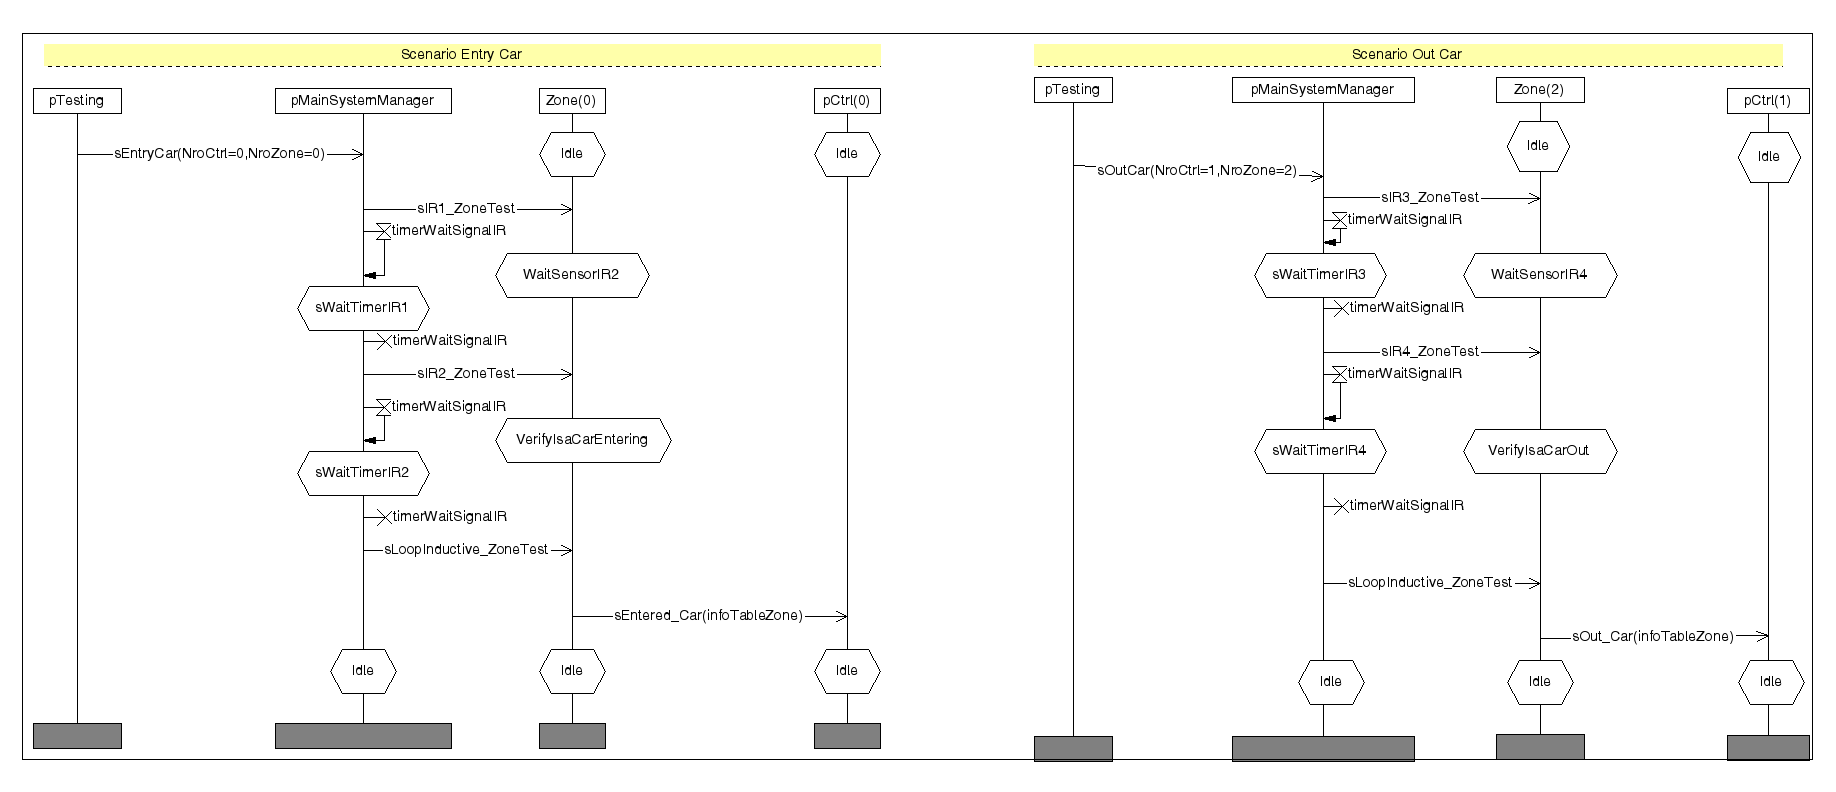 Scenario Entry Car
pTesting
pMainSystemManager
Zone(0)
pCtrl(0)
Idle
Idle
sEntryCar(NroCtrl=0,NroZone=0)
sIR1_ZoneTest
timerWaitSignalIR
WaitSensorIR2
sWaitTimerIR1
timerWaitSignalIR
sIR2_ZoneTest
timerWaitSignalIR
VerifyIsaCarEntering
sWaitTimerIR2
timerWaitSignalIR
sLoopInductive_ZoneTest
sEntered_Car(infoTableZone)
Idle
Idle
Idle
Scenario Out Car
pTesting
pMainSystemManager
Zone(2)
pCtrl(1)
Idle
Idle
sOutCar(NroCtrl=1,NroZone=2)
sIR3_ZoneTest
timerWaitSignalIR
sWaitTimerIR3
WaitSensorIR4
timerWaitSignalIR
sIR4_ZoneTest
timerWaitSignalIR
sWaitTimerIR4
VerifyIsaCarOut
timerWaitSignalIR
sLoopInductive_ZoneTest
sOut_Car(infoTableZone)
Idle
Idle
Idle